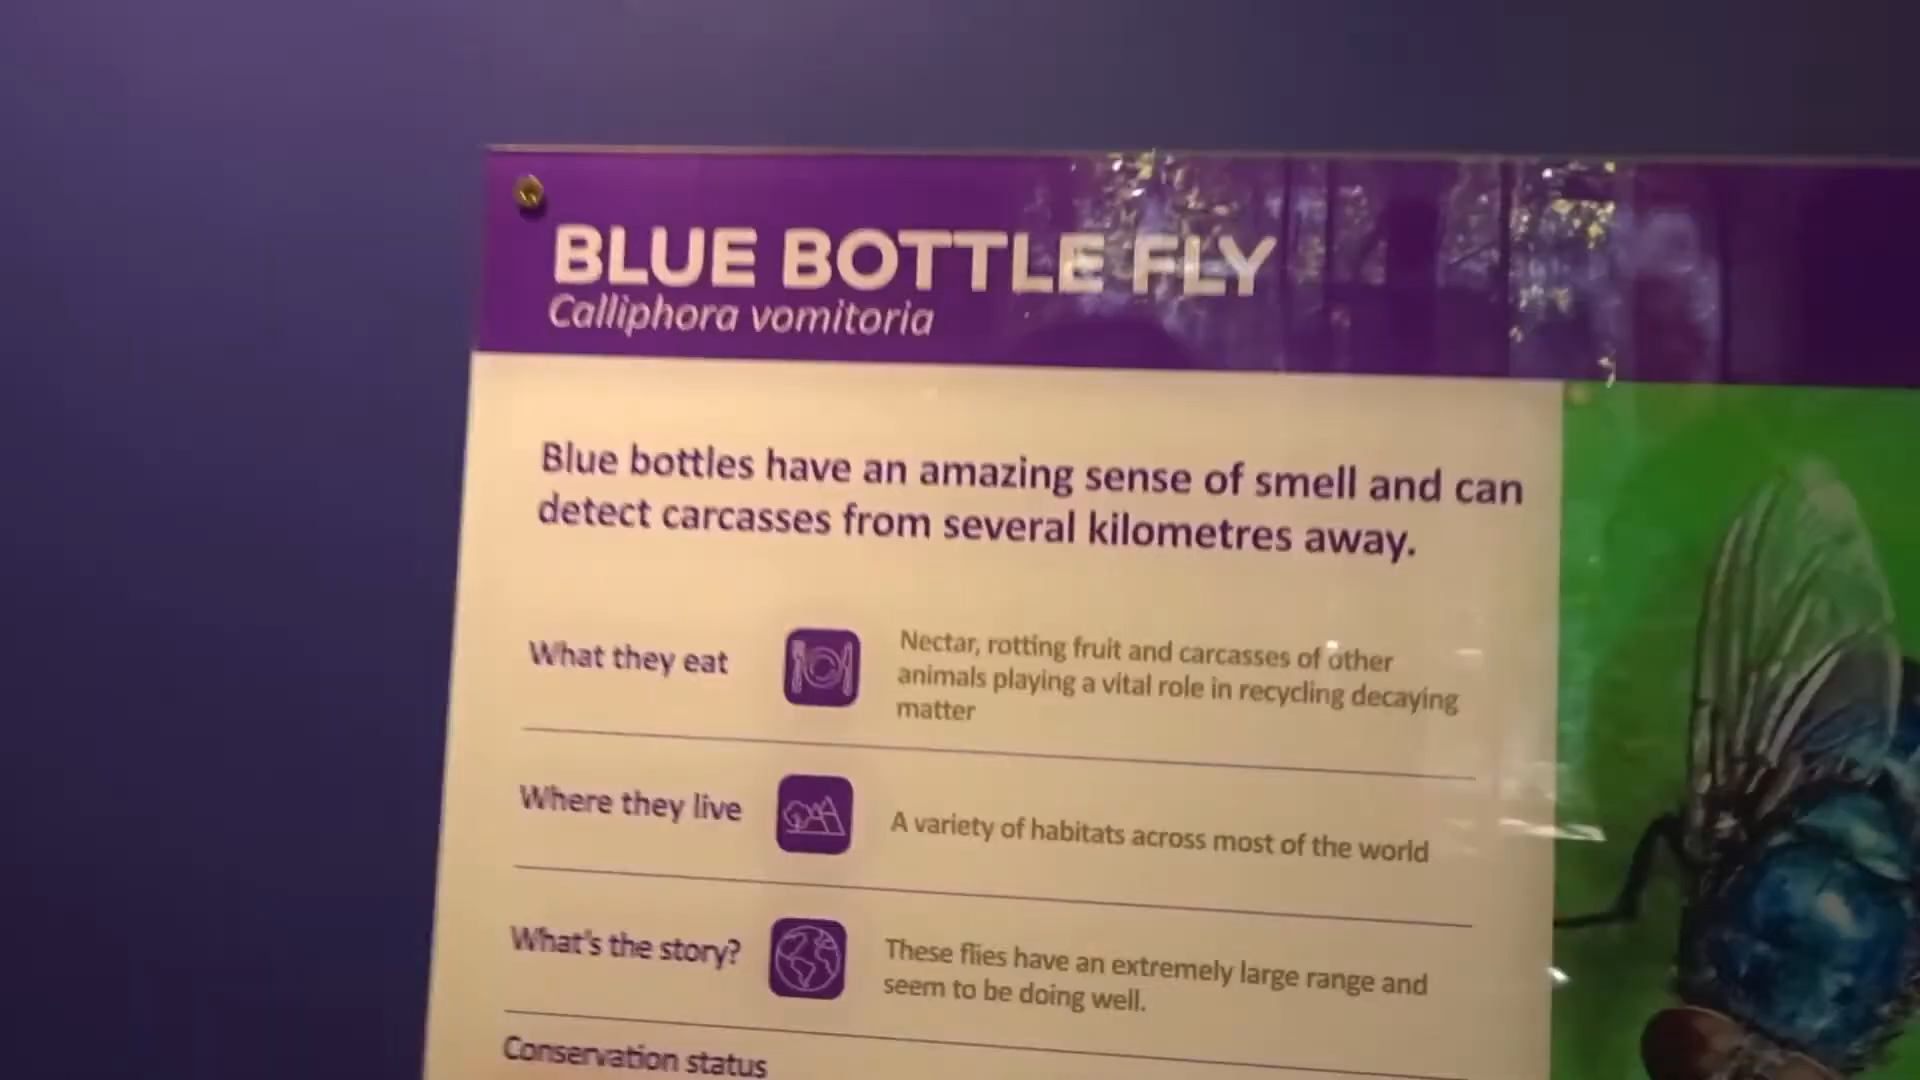 BLUE BOTTLE FLY
Calliphora vomitoria
Blue bottles have an amazing sense of smell and can
detect carcasses from several kilometres away.
What they eat
Nectar, rotting fruit and carcasses of other
animals playing a vital role in recycling decaying
matter
Where they live
A variety of habitats across most of the world
What's the story?
These flies have an extremely large range and
seem to be doing well.
Conservation status